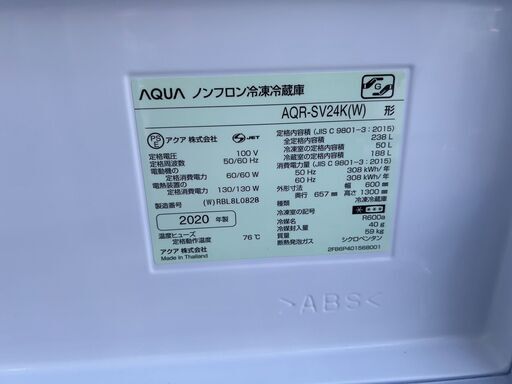 AQUA ノンフロン冷凍冷蔵庫
AQR-SV24K(W) 形
PS E アクア 株式会社 S-JET
定格電圧 100 V
定格周波数 50/60 Hz
電動機の
定格消費電力 60/60 W
電熱装置の
定格消費電力 130/130 W
製造番号 (W) RBL8L0828
2020 年製
温度ヒューズ
定格動作温度 76℃
アクア 株式会社
Made in Thailand
定格内容積 (JIS C 9801-3:2015)
全定格内容積 238 L
冷凍室の定格内容積 50 L
冷蔵室の定格内容積 188 L
消費電力量 (JIS C 9801-3:2015)
50 Hz 308 kWh/年
60 Hz 308 kWh/年
外形寸法 幅 600 mm
奥行 657 mm 高さ 1300 mm
種類 冷凍冷蔵庫
冷凍室の記号
冷媒名 R600a
冷媒封入量 40 g
質量 59 kg
断熱発泡ガス シクロペンタン
2FB6P401568001
>ABS<